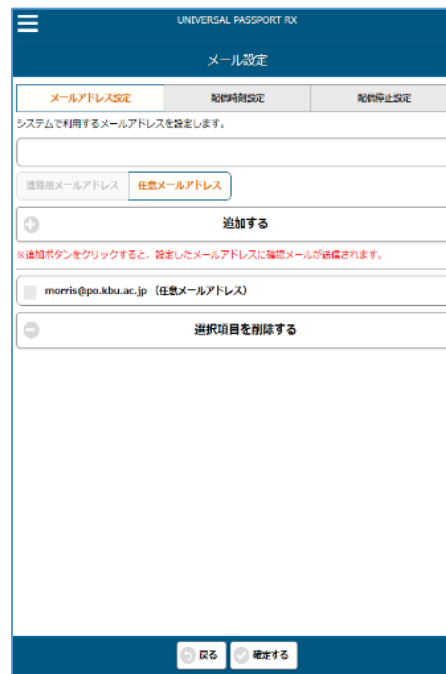 UNIVERSAL PASSPORT RX
メール設定
メールアドレス設定 配信時刻設定 配信停止設定
システムで利用するメールアドレスを設定します。
連絡用メールアドレス 任意メールアドレス
追加する
※追加ボタンをクリックすると、設定したメールアドレスに確認メールが送信されます。
morris@po.kbu.ac.jp （任意メールアドレス）
選択項目を削除する
戻る 確定する